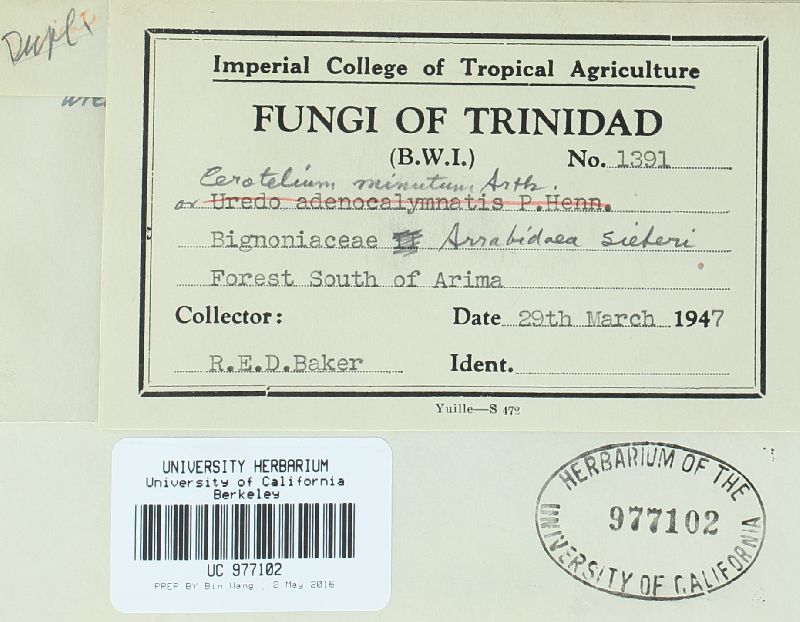 Dupl
Imperial College of Tropical Agriculture
FUNGI OF TRINIDAD
(B.W.I.) No. 1391
Cerotelium minutum Arth.
or Uredo adenocalymnatis P.Henn.
Bignoniaceae Arrabidaea sieberi
Forest South of Arima
Collector: Date 29th March 1947
R.E.D.Baker Ident.
Yuille—S 472
UNIVERSITY HERBARIUM
University of California
Berkeley
UC 977102
PREP BY Bin Wang , 2 May 2016
HERBARIUM OF THE
977102
UNIVERSITY OF CALIFORNIA